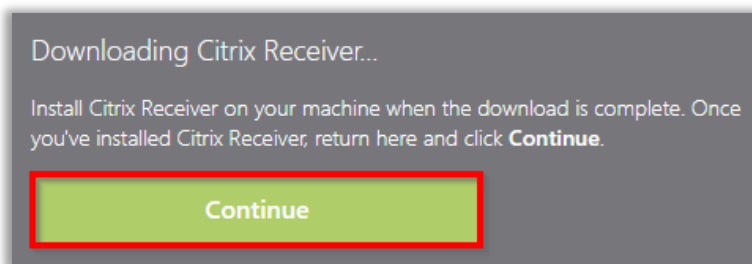 Downloading Citrix Receiver...
Install Citrix Receiver on your machine when the download is complete. Once
you've installed Citrix Receiver, return here and click Continue.
Continue